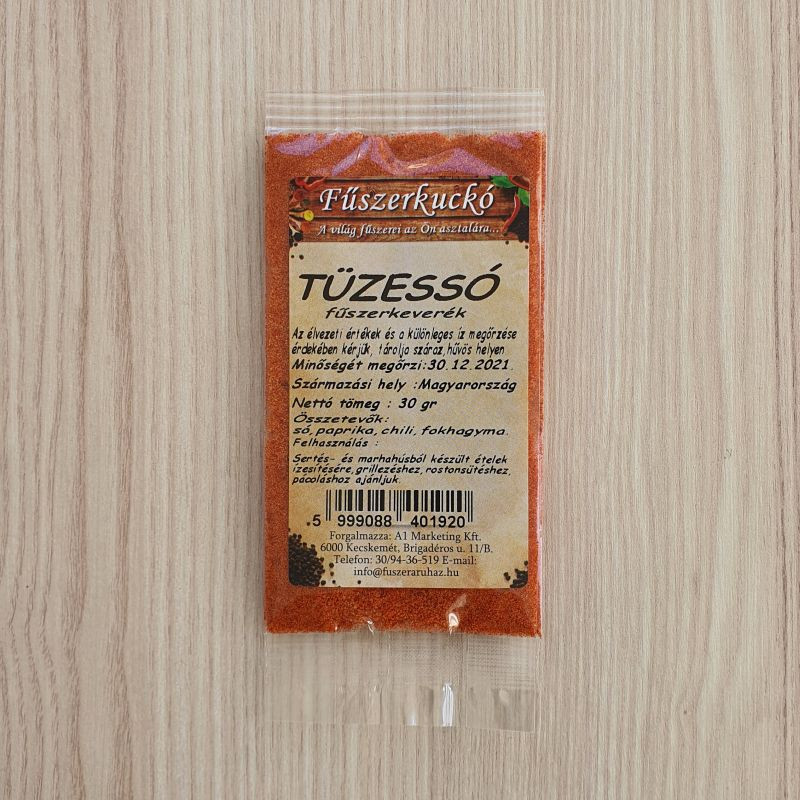 Fűszerkuckó
A világ fűszerei az Ön asztalára...
TÜZESSÓ
fűszerkeverék
Az élvezeti értékek és a különleges íz megőrzése
érdekében kérjük, tárolja száraz,hűvös helyen
Minőségét megőrzi:30.12.2021.
Származási hely :Magyarország
Nettó tömeg : 30 gr
Összetevők:
só, paprika, chili, fokhagyma.
Felhasználás :
Sertés- és marhahúsból készült ételek
ízesítésére,grillezéshez,rostonsütéshez,
pácoláshoz ajánljuk.
5 999088 401920
Forgalmazza: A1 Marketing Kft.
6000 Kecskemét, Brigadéros u. 11/B.
Telefon: 30/94-36-519 E-mail:
info@fuszeraruhaz.hu